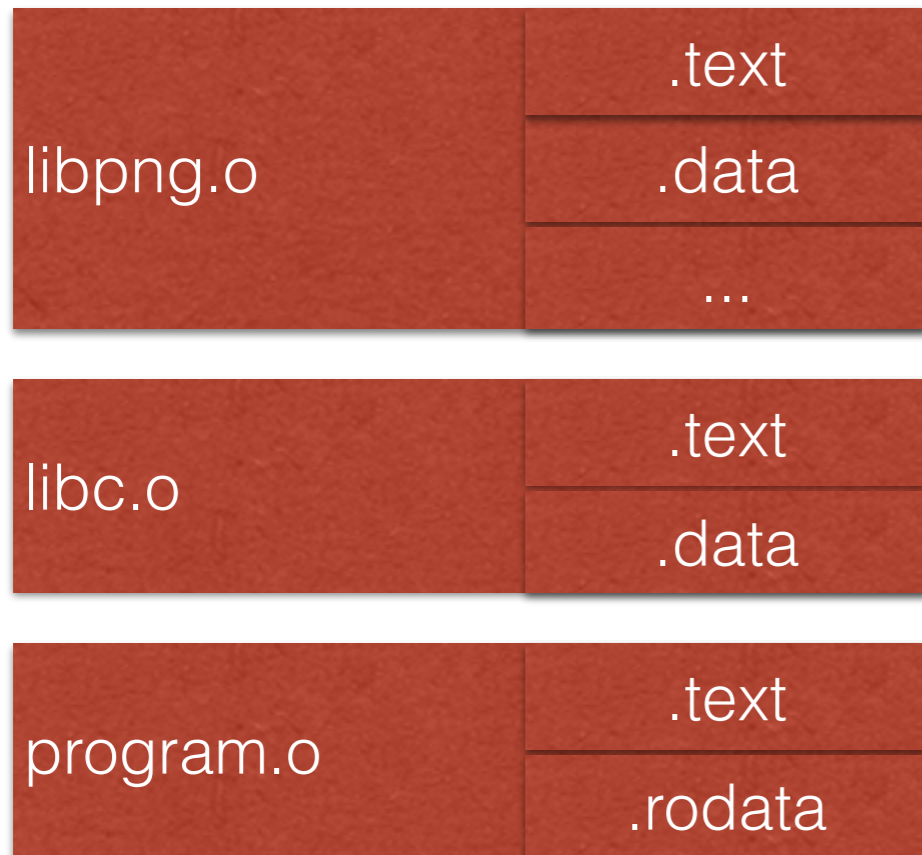 libpng.o
.text
.data
...
libc.o
.text
.data
program.o
.text
.rodata